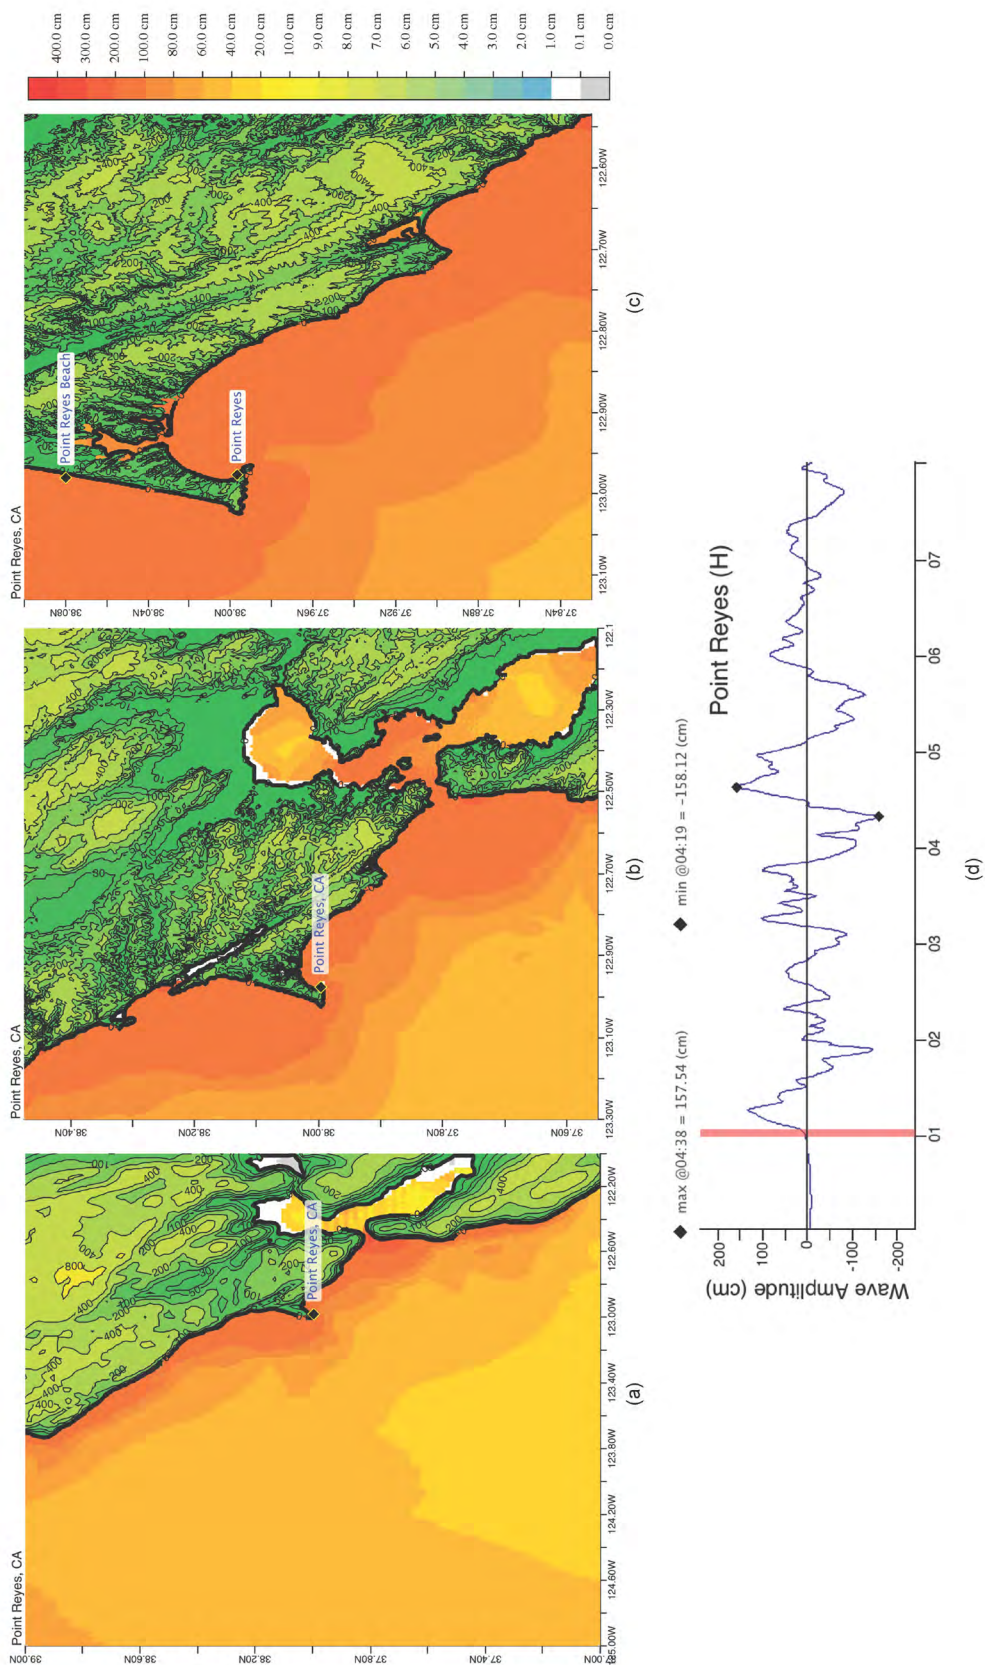 Point Reyes, CA
39.00N
38.60N
38.20N
37.80N
37.40N
37.00N
125.00W
124.60W
124.20W
123.80W
123.40W
123.00W
122.60W
122.20W
Point Reyes, CA
(a)
Point Reyes, CA
38.40N
38.20N
38.00N
37.80N
37.60N
123.30W
123.10W
122.90W
122.70W
122.50W
122.30W
122.1
Point Reyes, CA
(b)
Point Reyes, CA
38.08N
38.04N
38.00N
37.96N
37.92N
37.88N
37.84N
123.10W
123.00W
122.90W
122.80W
122.70W
122.60W
Point Reyes Beach
Point Reyes
(c)
400.0 cm
300.0 cm
200.0 cm
100.0 cm
80.0 cm
60.0 cm
40.0 cm
20.0 cm
10.0 cm
9.0 cm
8.0 cm
7.0 cm
6.0 cm
5.0 cm
4.0 cm
3.0 cm
2.0 cm
1.0 cm
0.1 cm
0.0 cm
max @04:38 = 157.54 (cm)
min @04:19 = -158.12 (cm)
Point Reyes (H)
Wave Amplitude (cm)
200
100
0
-100
-200
01
02
03
04
05
06
07
(d)